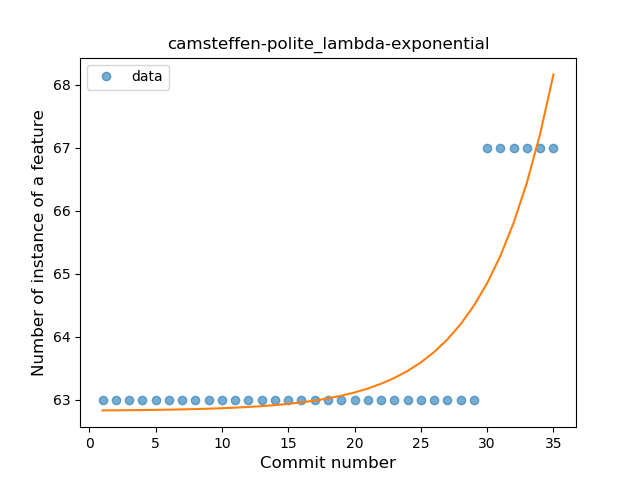 camsteffen-polite_lambda-exponential
data
Number of instance of a feature
68
67
66
65
64
63
0 5 10 15 20 25 30 35
Commit number